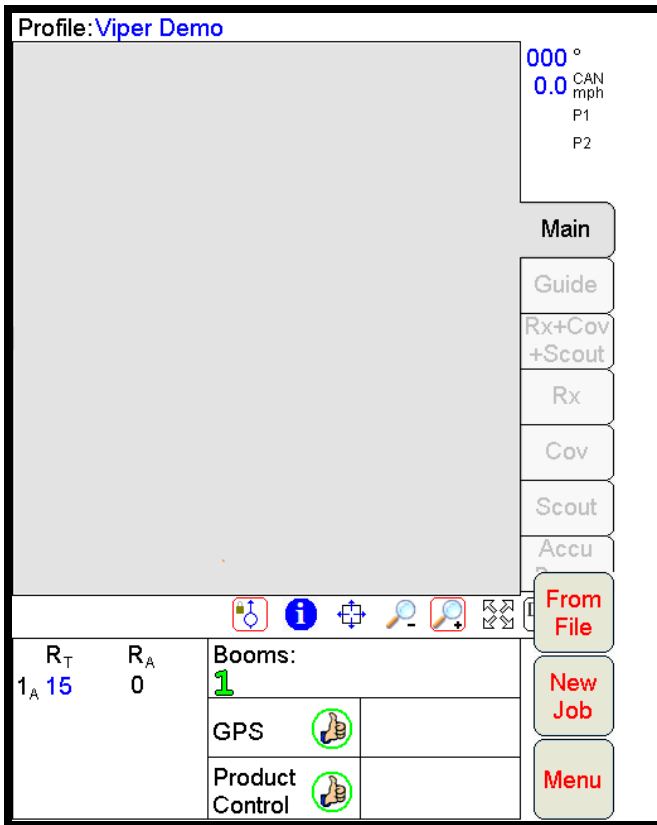 Profile:Viper Demo
000 °
0.0 CAN
mph
P1
P2
Main
Guide
Rx+Cov
+Scout
Rx
Cov
Scout
Accu
From
File
RT RA
1A 15 0
Booms:
1
New
Job
GPS
Product
Control
Menu